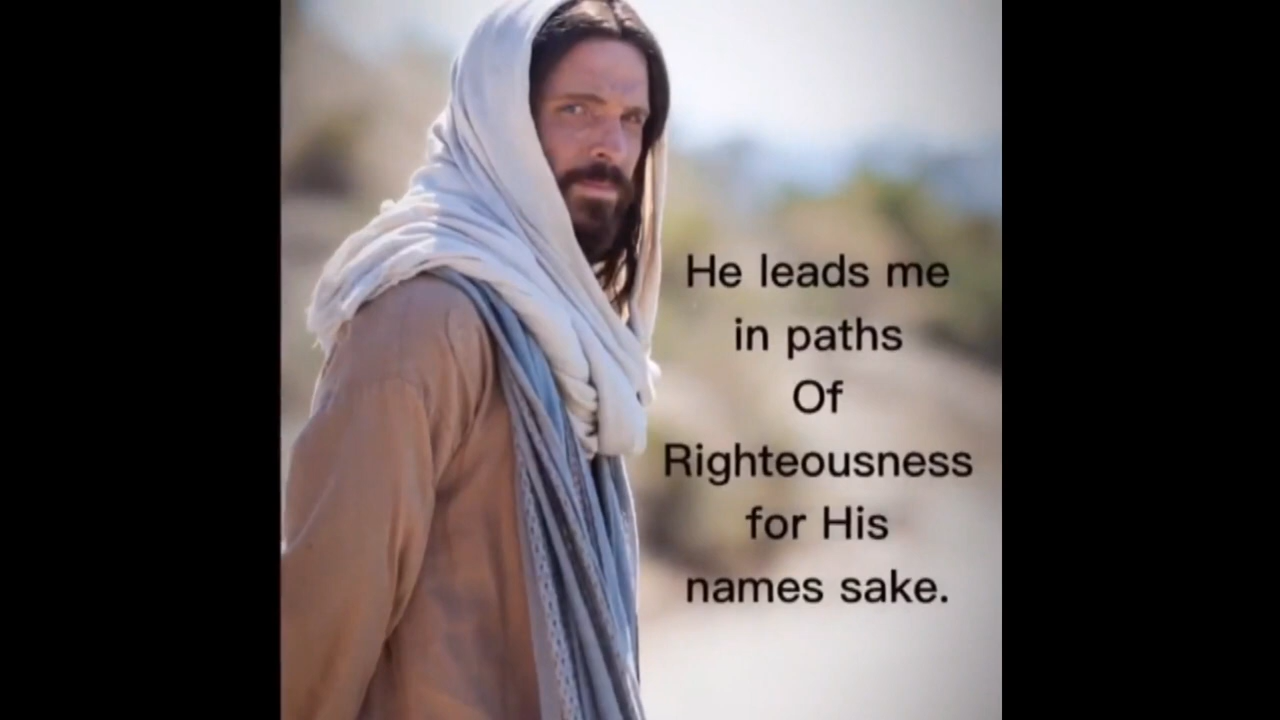 He leads me
in paths
Of
Righteousness
for His
names sake.